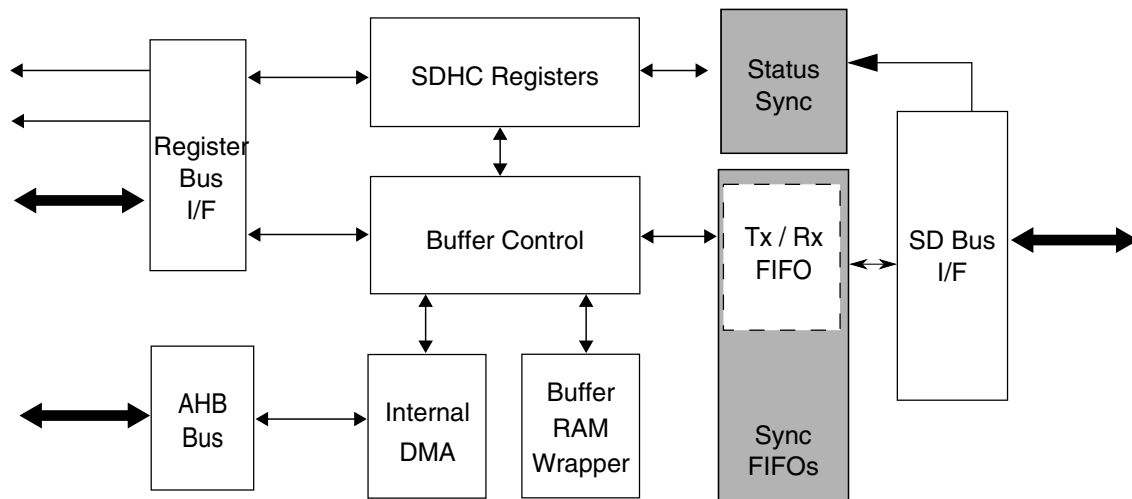 SDHC Registers
Status
Sync
Register
Bus
I/F
Buffer Control
Tx / Rx
FIFO
SD Bus
I/F
AHB
Bus
Internal
DMA
Buffer
RAM
Wrapper
Sync
FIFOs